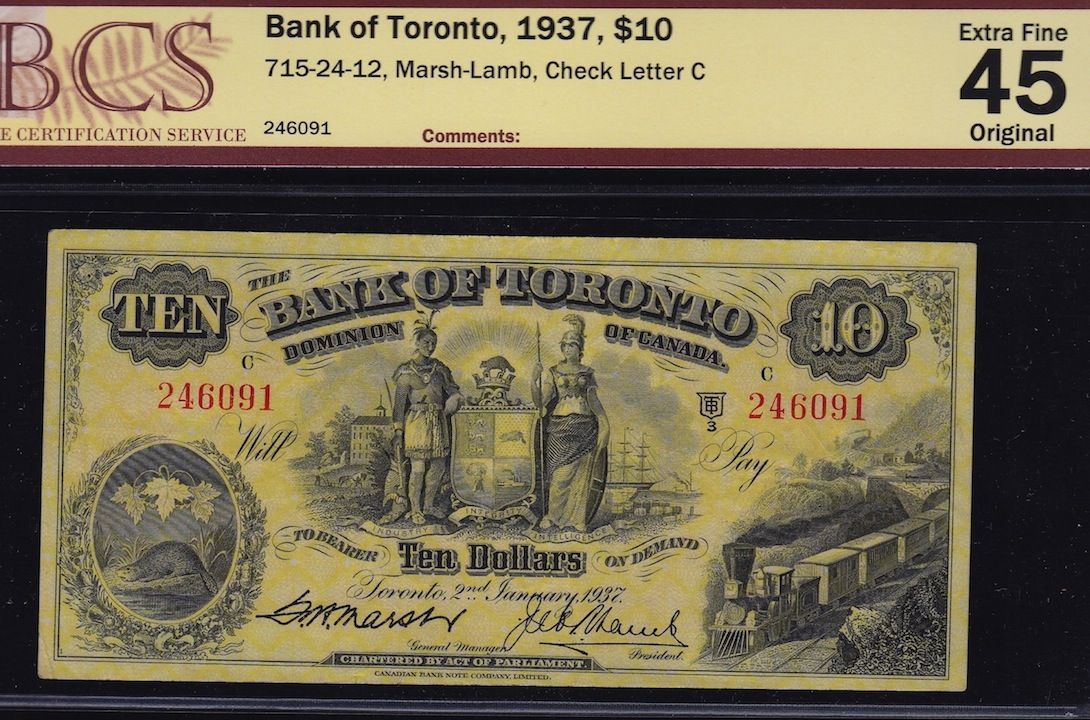 BCS
E CERTIFICATION SERVICE
Bank of Toronto, 1937, $10
715-24-12, Marsh-Lamb, Check Letter C
246091
Comments:
Extra Fine
45
Original
TEN
THE
BANK OF TORONTO
DOMINION OF CANADA.
10
C
246091
C
246091
3
Will
Pay
INDUSTRY INTEGRITY INTELLIGENCE
TO BEARER Ten Dollars ON DEMAND
Toronto, 2nd January, 1937.
General Manager
President.
CHARTERED BY ACT OF PARLIAMENT.
CANADIAN BANK NOTE COMPANY, LIMITED.